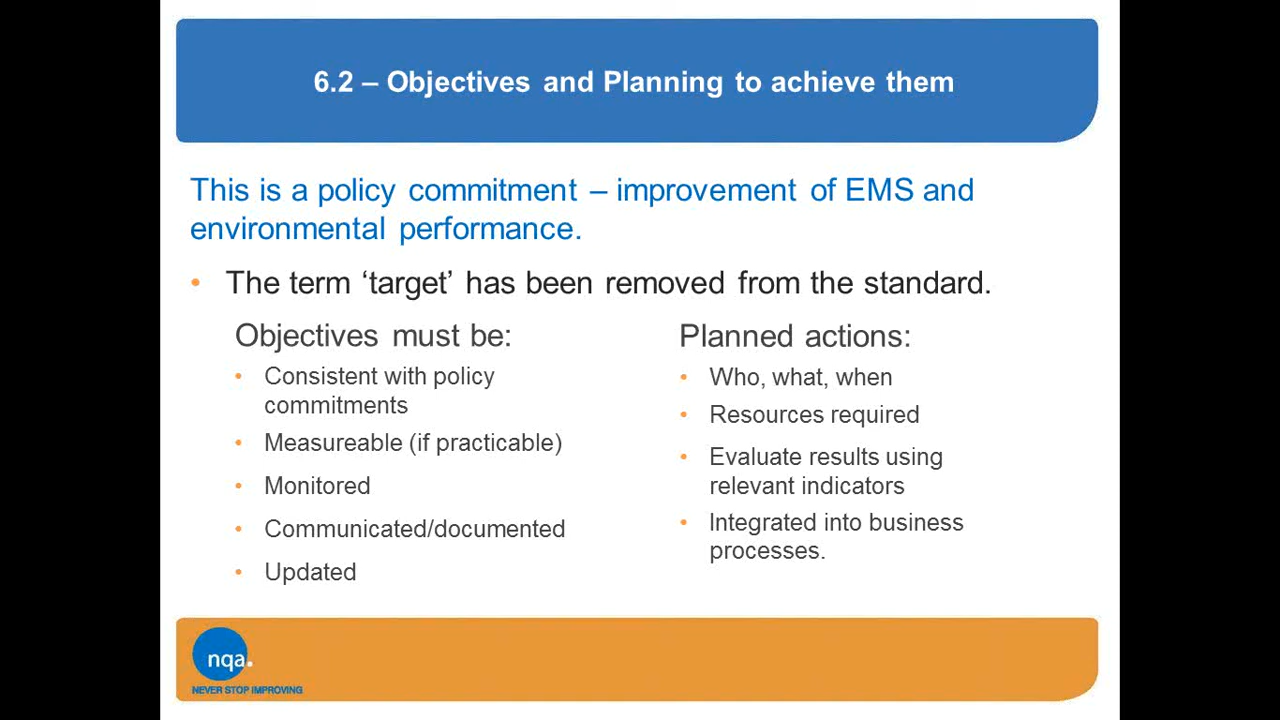 6.2 – Objectives and Planning to achieve them
This is a policy commitment – improvement of EMS and
environmental performance.
• The term ‘target’ has been removed from the standard.
Objectives must be:
• Consistent with policy
commitments
• Measureable (if practicable)
• Monitored
• Communicated/documented
• Updated
Planned actions:
• Who, what, when
• Resources required
• Evaluate results using
relevant indicators
• Integrated into business
processes.
nqa.
NEVER STOP IMPROVING